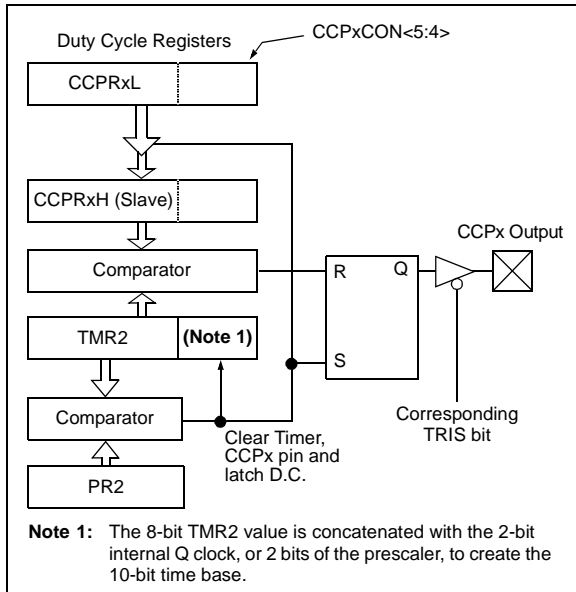 Duty Cycle Registers
CCPxCON<5:4>
CCPRxL
CCPRxH (Slave)
Comparator
TMR2
(Note 1)
Comparator
PR2
Clear Timer,
CCPx pin and
latch D.C.
R
Q
S
CCPx Output
Corresponding
TRIS bit
Note 1: The 8-bit TMR2 value is concatenated with the 2-bit
internal Q clock, or 2 bits of the prescaler, to create the
10-bit time base.